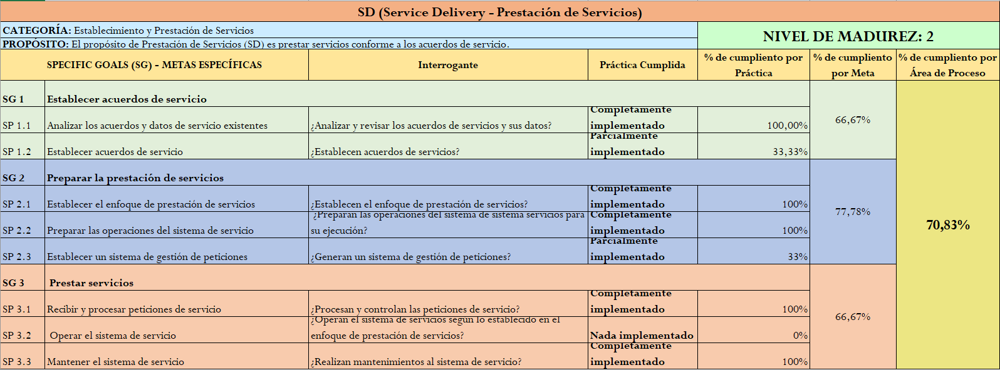 SD (Service Delivery - Prestación de Servicios)
CATEGORÍA: Establecimiento y Prestación de Servicios
NIVEL DE MADUREZ: 2
PROPÓSITO: El propósito de Prestación de Servicios (SD) es prestar servicios conforme a los acuerdos de servicio.
SPECIFIC GOALS (SG) - METAS ESPECÍFICAS
Interrogante
Práctica Cumplida
% de cumpliento por
Práctica
% de cumpliento
por Meta
% de cumpliento por
Área de Proceso
SG 1 Establecer acuerdos de servicio
66,67%
SP 1.1 Analizar los acuerdos y datos de servicio existentes ¿Analizar y revisar los acuerdos de servicios y sus datos?
Completamente
implementado
100,00%
SP 1.2 Establecer acuerdos de servicio ¿Establecen acuerdos de servicios?
Parcialmente
implementado
33,33%
SG 2 Preparar la prestación de servicios
77,78%
SP 2.1 Establecer el enfoque de prestación de servicios ¿Establecen el enfoque de prestación de servicios?
Completamente
implementado
100%
SP 2.2 Preparar las operaciones del sistema de servicio
¿Preparan las operaciones del sistema de sistema servicios para
su ejecución?
Completamente
implementado
100%
70,83%
SP 2.3 Establecer un sistema de gestión de peticiones ¿Generan un sistema de gestión de peticiones?
Parcialmente
implementado
33%
SG 3 Prestar servicios
66,67%
SP 3.1 Recibir y procesar peticiones de servicio ¿Procesan y controlan las peticiones de servicio?
Completamente
implementado
100%
SP 3.2 Operar el sistema de servicio
¿Operan el sistema de servicios según lo establecido en el
enfoque de prestación de servicios?
Nada implementado
0%
SP 3.3 Mantener el sistema de servicio ¿Realizan mantenimientos al sistema de servicio?
Completamente
implementado
100%